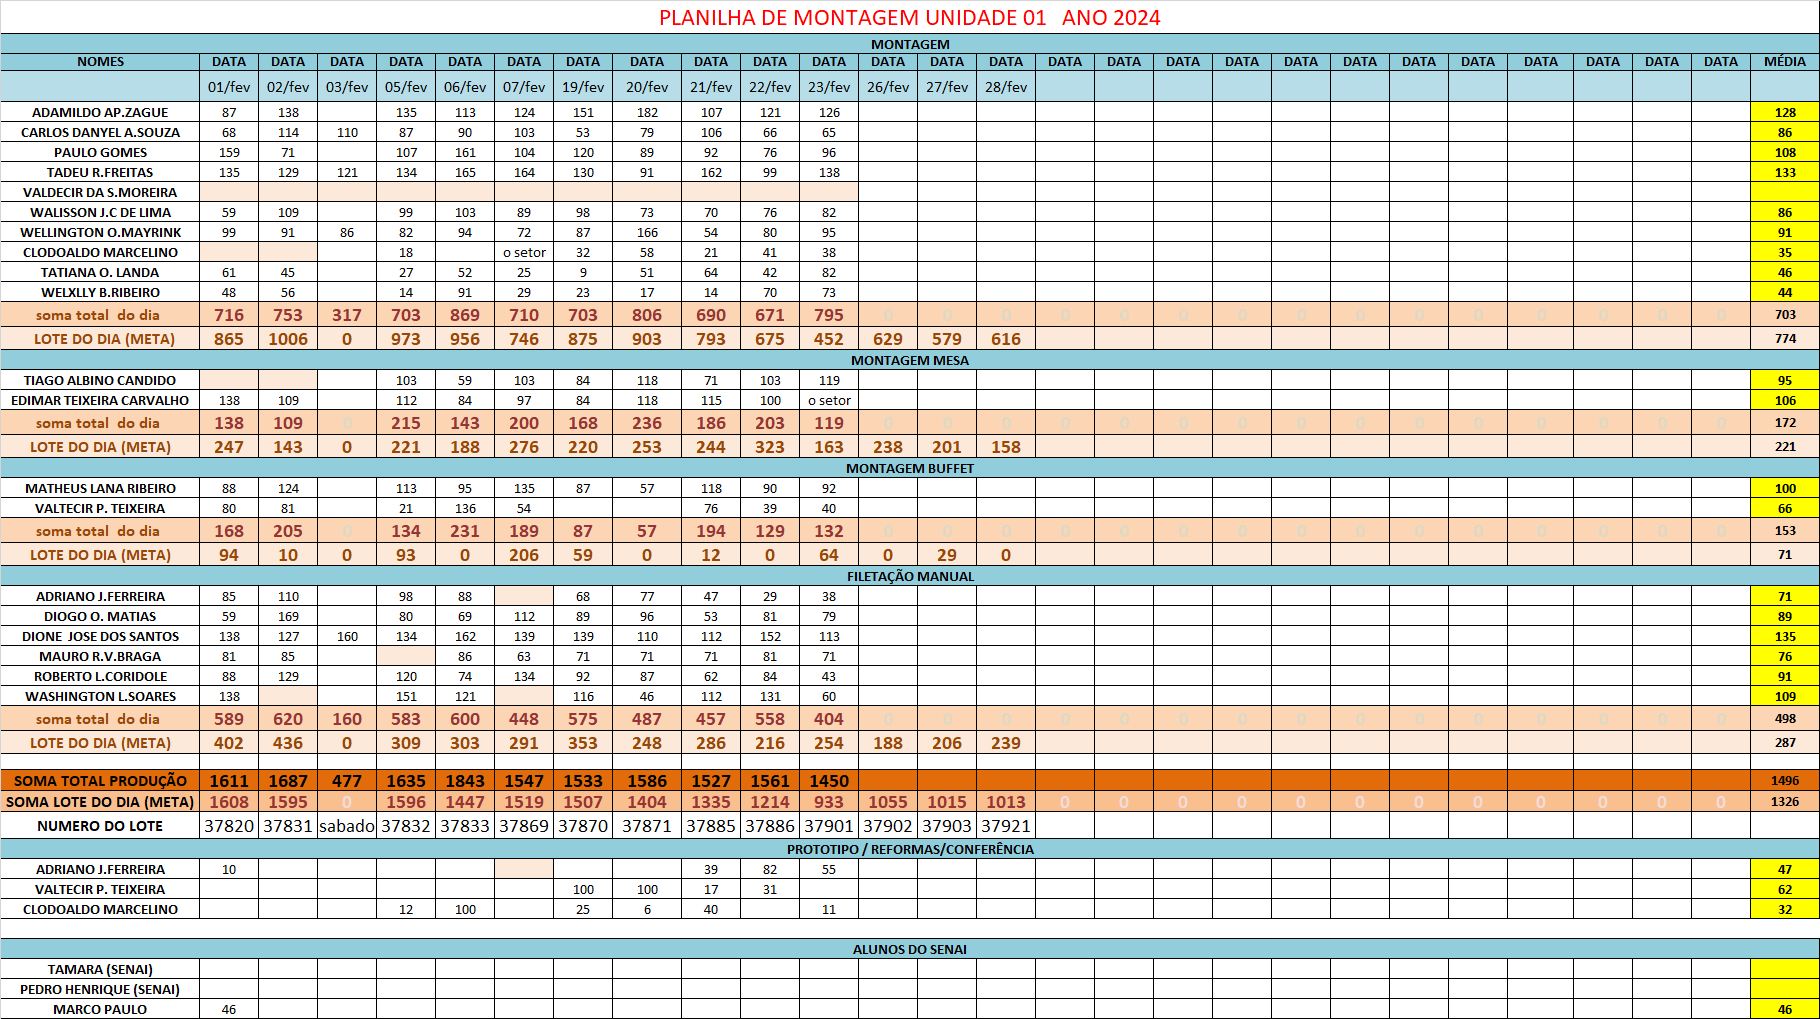 PLANILHA DE MONTAGEM UNIDADE 01 ANO 2024
MONTAGEM
NOMES DATA DATA DATA DATA DATA DATA DATA DATA DATA DATA DATA DATA DATA DATA DATA DATA DATA DATA DATA DATA DATA DATA DATA DATA DATA DATA MÉDIA
01/fev 02/fev 03/fev 05/fev 06/fev 07/fev 19/fev 20/fev 21/fev 22/fev 23/fev 26/fev 27/fev 28/fev
ADAMILDO AP.ZAGUE 87 138 135 113 124 151 182 107 121 126 128
CARLOS DANYEL A.SOUZA 68 114 110 87 90 103 53 79 106 66 65 86
PAULO GOMES 159 71 107 161 104 120 89 92 76 96 108
TADEU R.FREITAS 135 129 121 134 165 164 130 91 162 99 138 133
VALDECIR DA S.MOREIRA
WALISSON J.C DE LIMA 59 109 99 103 89 98 73 70 76 82 86
WELLINGTON O.MAYRINK 99 91 86 82 94 72 87 166 54 80 95 91
CLODOALDO MARCELINO 18 o setor 32 58 21 41 38 35
TATIANA O. LANDA 61 45 27 52 25 9 51 64 42 82 46
WELXLLY B.RIBEIRO 48 56 14 91 29 23 17 14 70 73 44
soma total do dia 716 753 317 703 869 710 703 806 690 671 795 0 0 0 0 0 0 0 0 0 0 0 0 0 0 0 703
LOTE DO DIA (META) 865 1006 0 973 956 746 875 903 793 675 452 629 579 616 774
MONTAGEM MESA
TIAGO ALBINO CANDIDO 103 59 103 84 118 71 103 119 95
EDIMAR TEIXEIRA CARVALHO 138 109 112 84 97 84 118 115 100 o setor 106
soma total do dia 138 109 0 215 143 200 168 236 186 203 119 0 0 0 0 0 0 0 0 0 0 0 0 0 0 0 172
LOTE DO DIA (META) 247 143 0 221 188 276 220 253 244 323 163 238 201 158 221
MONTAGEM BUFFET
MATHEUS LANA RIBEIRO 88 124 113 95 135 87 57 118 90 92 100
VALTECIR P. TEIXEIRA 80 81 21 136 54 76 39 40 66
soma total do dia 168 205 0 134 231 189 87 57 194 129 132 0 0 0 0 0 0 0 0 0 0 0 0 0 0 0 153
LOTE DO DIA (META) 94 10 0 93 0 206 59 0 12 0 64 0 29 0 71
FILETAÇÃO MANUAL
ADRIANO J.FERREIRA 85 110 98 88 68 77 47 29 38 71
DIOGO O. MATIAS 59 169 80 69 112 89 96 53 81 79 89
DIONE JOSE DOS SANTOS 138 127 160 134 162 139 139 110 112 152 113 135
MAURO R.V.BRAGA 81 85 86 63 71 71 71 81 71 76
ROBERTO L.CORIDOLE 88 129 120 74 134 92 87 62 84 43 91
WASHINGTON L.SOARES 138 151 121 116 46 112 131 60 109
soma total do dia 589 620 160 583 600 448 575 487 457 558 404 0 0 0 0 0 0 0 0 0 0 0 0 0 0 0 498
LOTE DO DIA (META) 402 436 0 309 303 291 353 248 286 216 254 188 206 239 287
SOMA TOTAL PRODUÇÃO 1611 1687 477 1635 1843 1547 1533 1586 1527 1561 1450 1496
SOMA LOTE DO DIA (META) 1608 1595 0 1596 1447 1519 1507 1404 1335 1214 933 1055 1015 1013 0 0 0 0 0 0 0 0 0 0 0 0 1326
NUMERO DO LOTE 37820 37831 sabado 37832 37833 37869 37870 37871 37885 37886 37901 37902 37903 37921
PROTOTIPO / REFORMAS/CONFERÊNCIA
ADRIANO J.FERREIRA 10 39 82 55 47
VALTECIR P. TEIXEIRA 100 100 17 31 62
CLODOALDO MARCELINO 12 100 25 6 40 11 32
ALUNOS DO SENAI
TAMARA (SENAI)
PEDRO HENRIQUE (SENAI)
MARCO PAULO 46 46